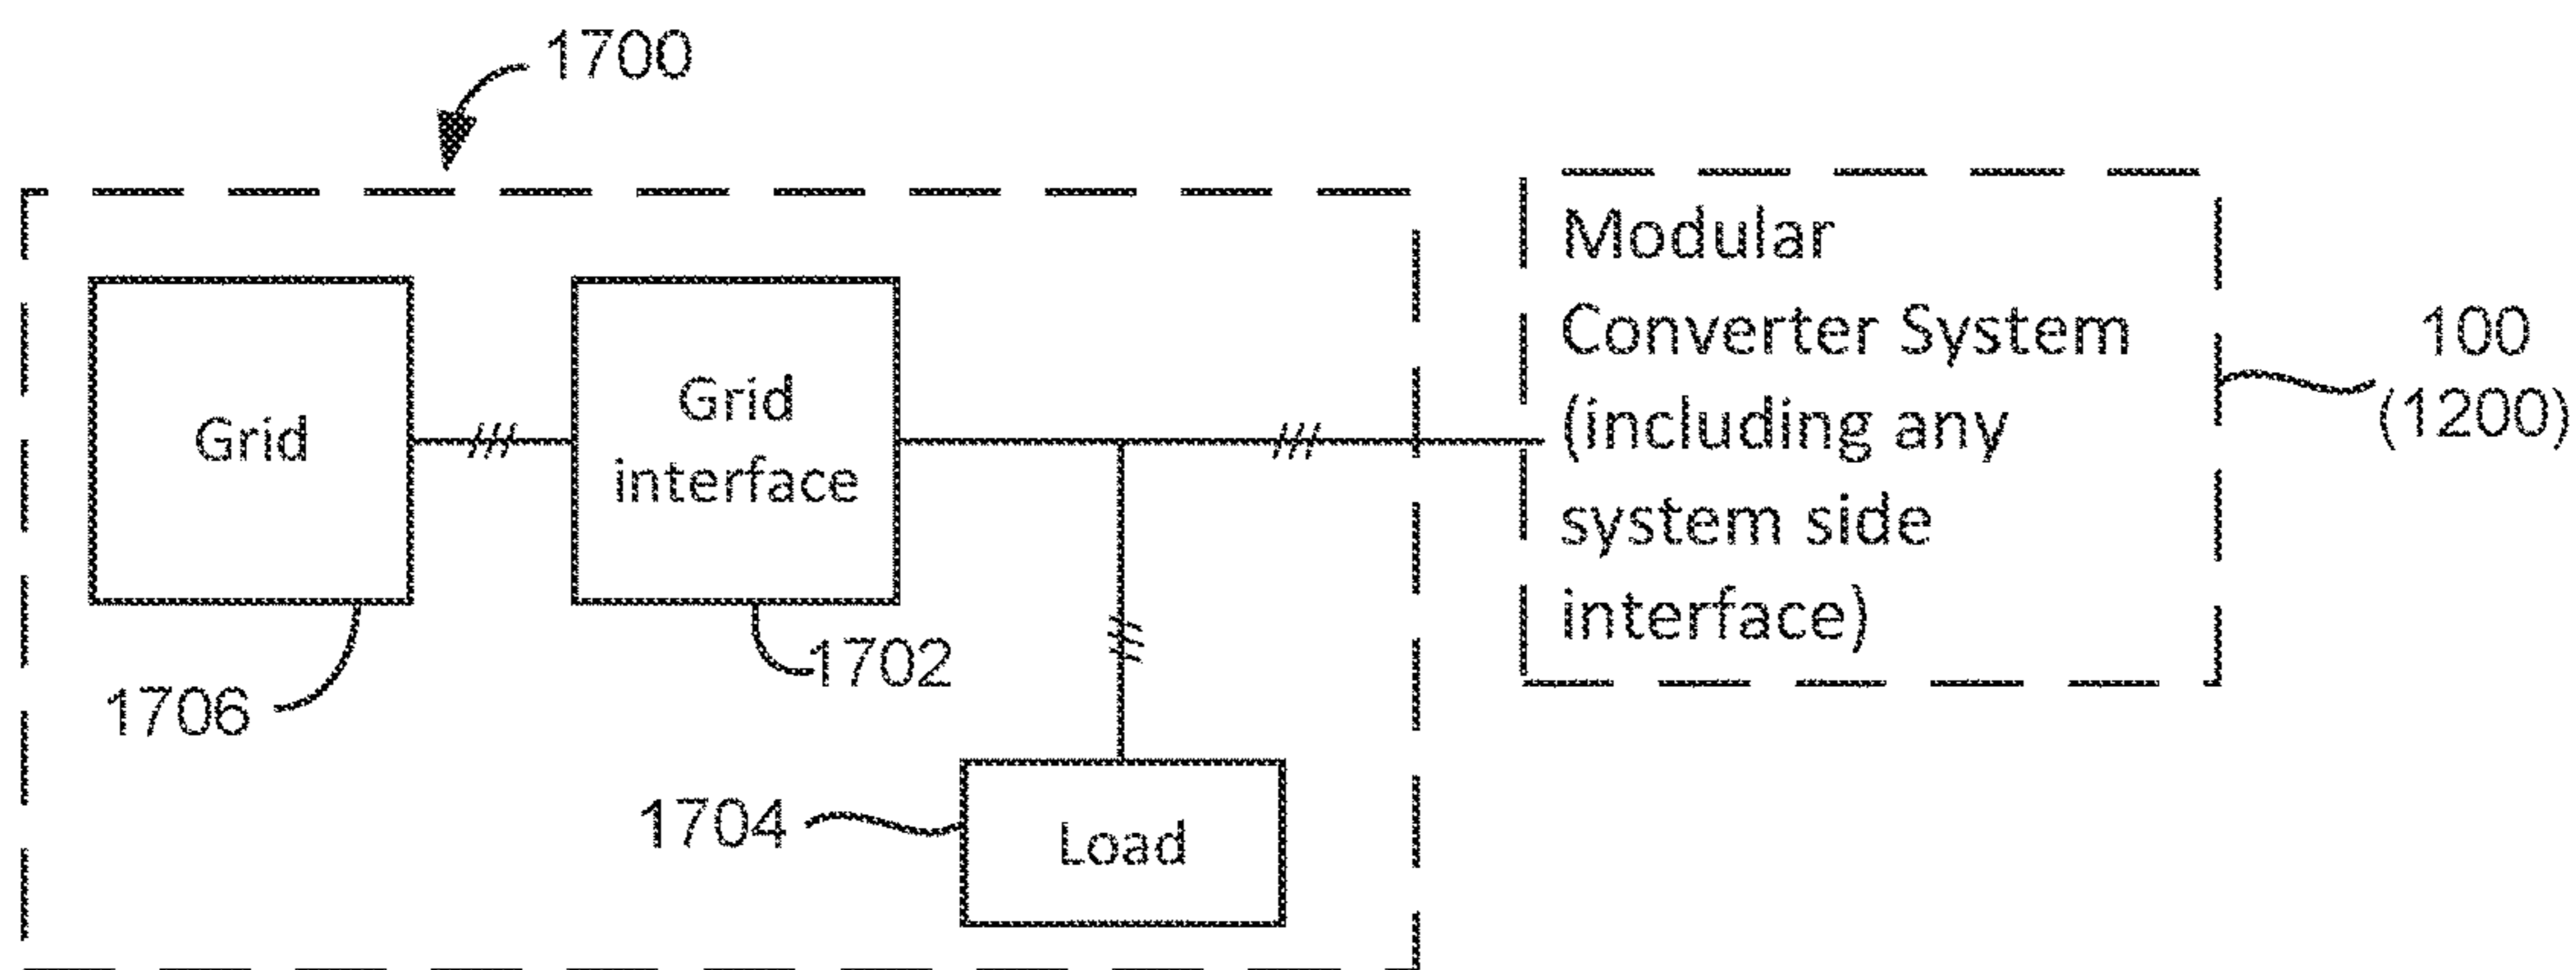 1700
Modular
Converter System
(including any
system side
interface)
100
(1200)
Grid
Grid
interface
1702
1706
1704
Load